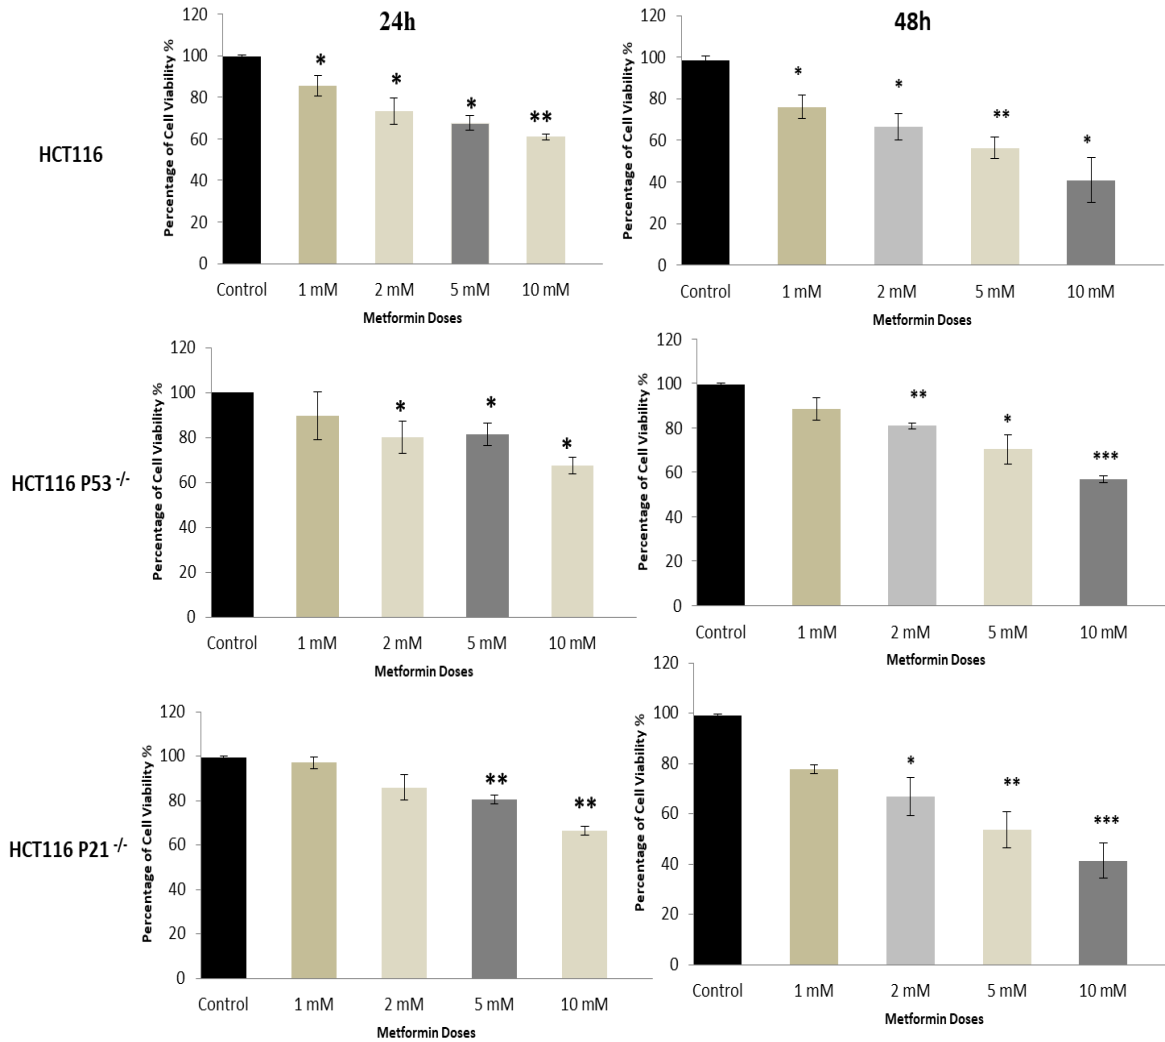 24h
48h
HCT116
Percentage of Cell Viability %
120
100
80
60
40
20
0
* * * **
Control 1 mM 2 mM 5 mM 10 mM
Metformin Doses
Percentage of Cell Viability %
120
100
80
60
40
20
0
* * ** *
Control 1 mM 2 mM 5 mM 10 mM
Metformin Doses
HCT116 P53 -/-
Percentage of Cell Viability %
120
100
80
60
40
20
0
* * *
Control 1 mM 2 mM 5 mM 10 mM
Metformin Doses
Percentage of Cell Viability %
120
100
80
60
40
20
0
** * ***
Control 1 mM 2 mM 5 mM 10 mM
Metformin Doses
HCT116 P21 -/-
Percentage of Cell Viability %
120
100
80
60
40
20
0
** **
Control 1 mM 2 mM 5 mM 10 mM
Metformin Doses
Percentage of Cell Viability %
120
100
80
60
40
20
0
* ** ***
Control 1 mM 2 mM 5 mM 10 mM
Metformin Doses